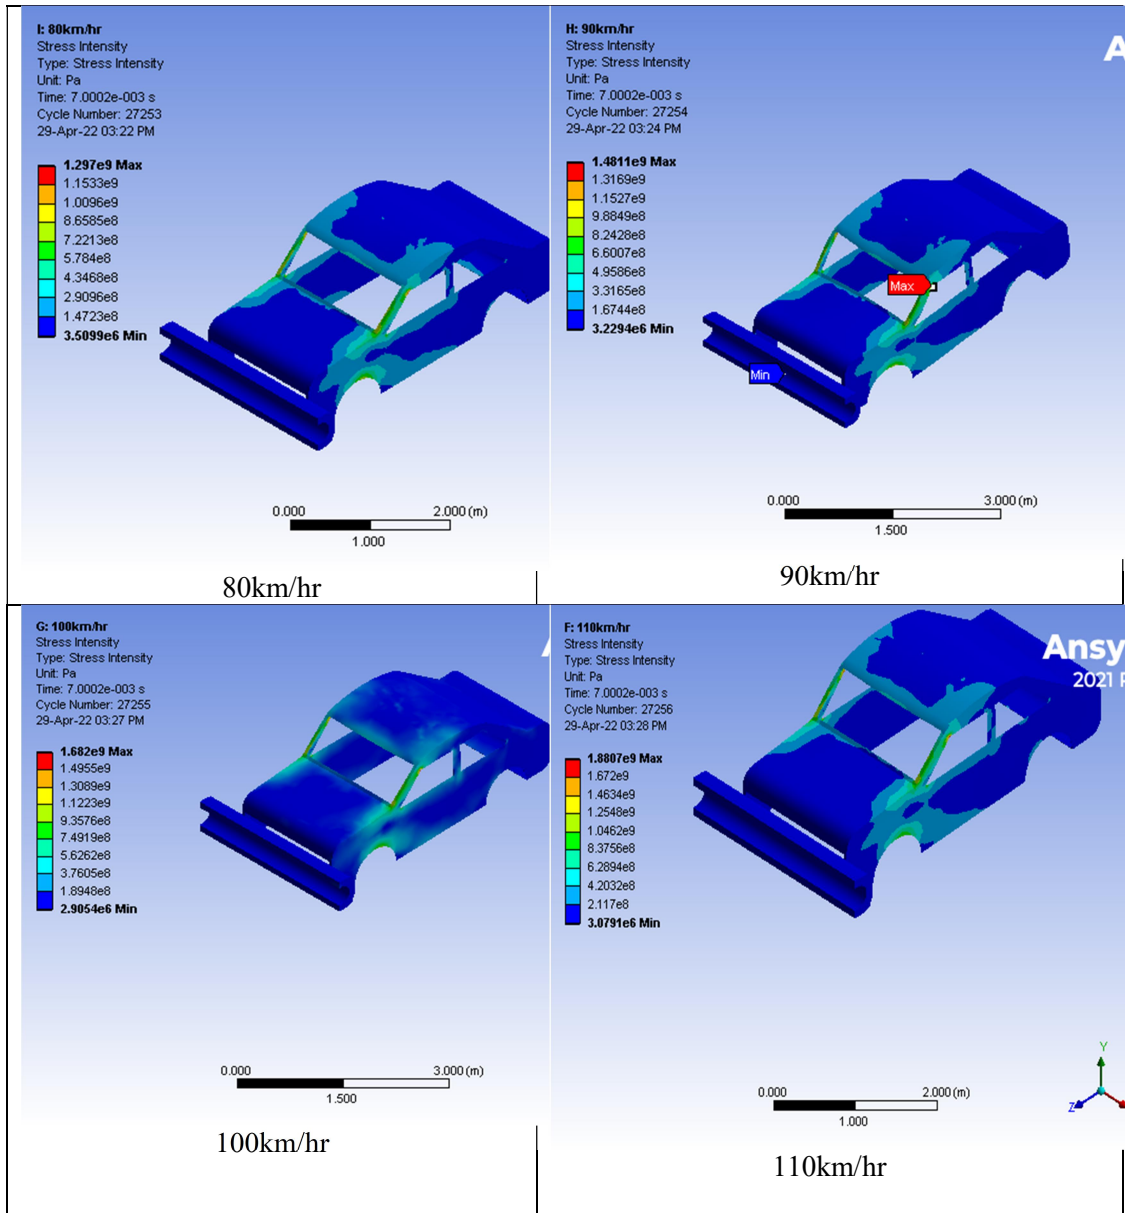 I: 80km/hr
Stress Intensity
Type: Stress Intensity
Unit: Pa
Time: 7.0002e-003 s
Cycle Number: 27253
29-Apr-22 03:22 PM
1.297e9 Max
1.1533e9
1.0096e9
8.6585e8
7.2213e8
5.784e8
4.3468e8
2.9096e8
1.4723e8
3.5099e6 Min
0.000
2.000 (m)
1.000
80km/hr
H: 90km/hr
Stress Intensity
Type: Stress Intensity
Unit: Pa
Time: 7.0002e-003 s
Cycle Number: 27254
29-Apr-22 03:24 PM
A
1.4811e9 Max
1.3169e9
1.1527e9
9.8849e8
8.2428e8
6.6007e8
4.9586e8
3.3165e8
1.6744e8
3.2294e6 Min
Max
Min
0.000
3.000 (m)
1.500
90km/hr
G: 100km/hr
Stress Intensity
Type: Stress Intensity
Unit: Pa
Time: 7.0002e-003 s
Cycle Number: 27255
29-Apr-22 03:27 PM
1.682e9 Max
1.4955e9
1.3089e9
1.1223e9
9.3576e8
7.4919e8
5.6262e8
3.7605e8
1.8948e8
2.9054e6 Min
0.000
3.000 (m)
1.500
100km/hr
F: 110km/hr
Stress Intensity
Type: Stress Intensity
Unit: Pa
Time: 7.0002e-003 s
Cycle Number: 27256
29-Apr-22 03:28 PM
Ansy
2021
1.8807e9 Max
1.672e9
1.4634e9
1.2548e9
1.0462e9
8.3756e8
6.2894e8
4.2032e8
2.117e8
3.0791e6 Min
0.000
2.000 (m)
1.000
Y
Z
110km/hr